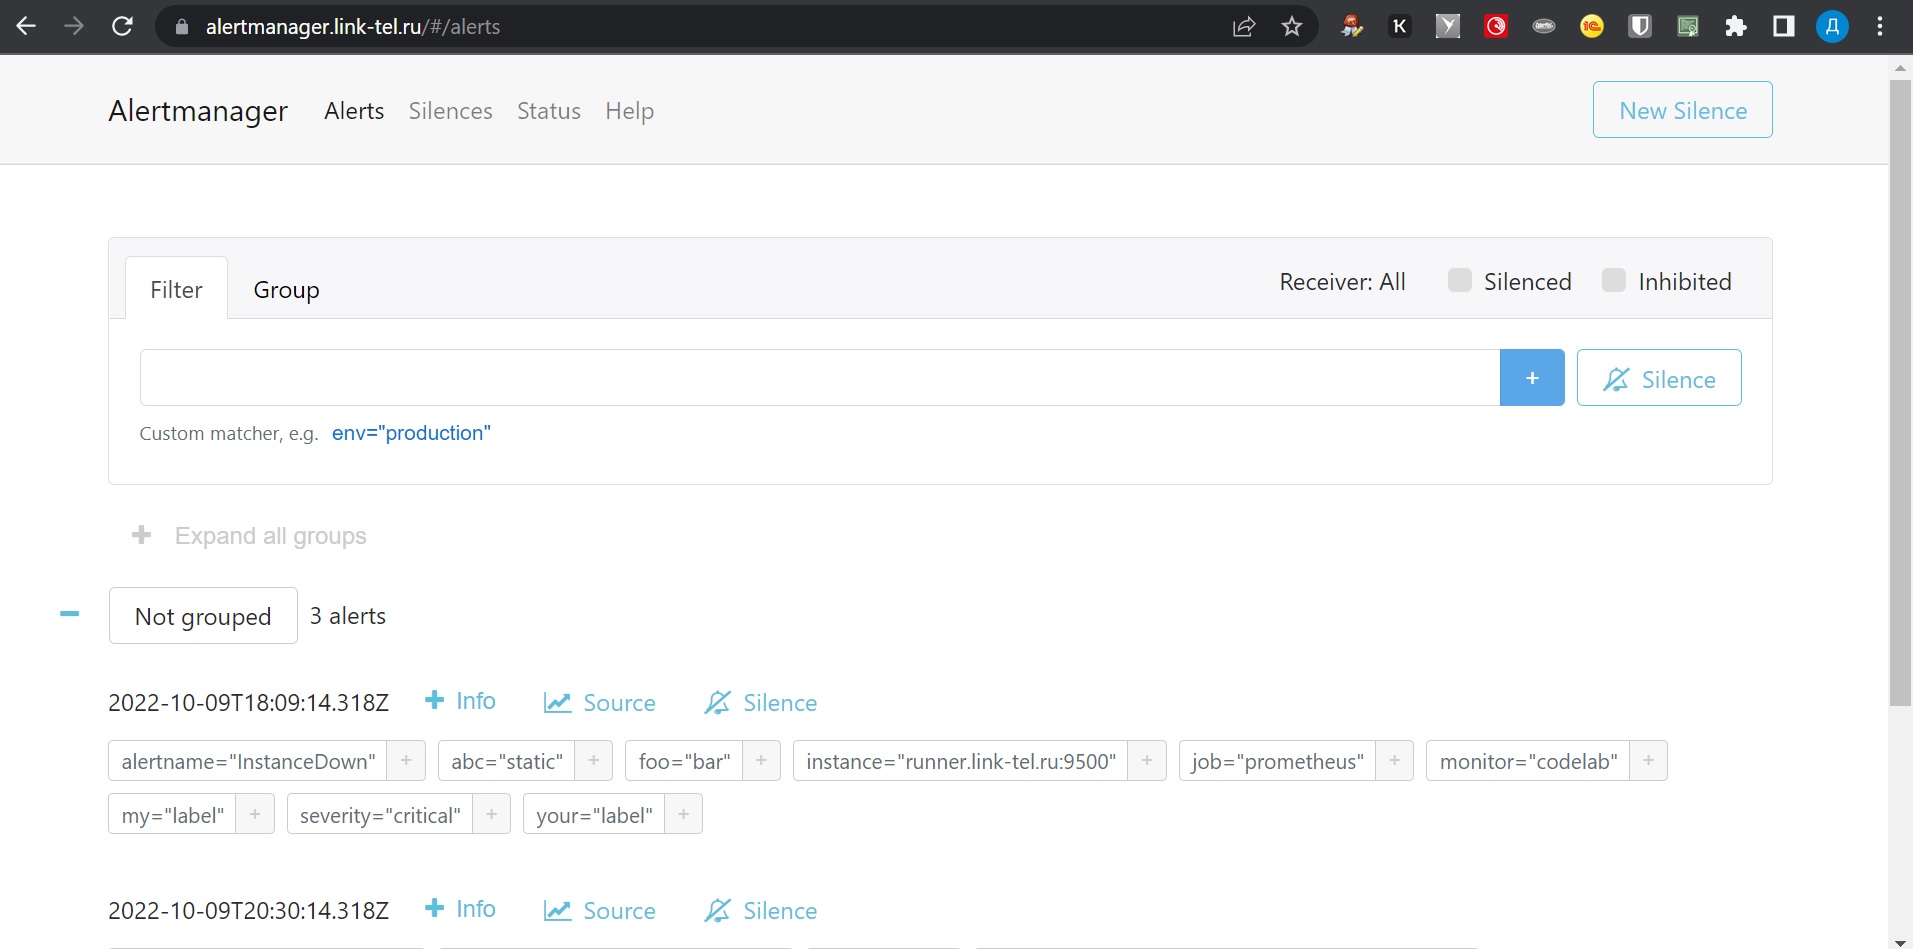 alertmanager.link-tel.ru/#/alerts
K
Д
Alertmanager Alerts Silences Status Help New Silence
Filter Group Receiver: All Silenced Inhibited
+ Silence
Custom matcher, e.g. env="production"
+ Expand all groups
Not grouped 3 alerts
2022-10-09T18:09:14.318Z + Info Source Silence
alertname="InstanceDown" + abc="static" + foo="bar" + instance="runner.link-tel.ru:9500" + job="prometheus" + monitor="codelab" +
my="label" + severity="critical" + your="label" +
2022-10-09T20:30:14.318Z + Info Source Silence